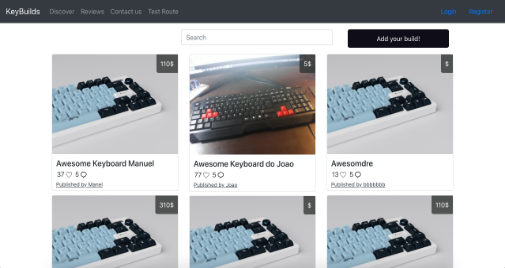 KeyBuilds Discover Reviews Contact us Test Route Login Register
Search Add your build!
110$ 5$ $
Awesome Keyboard Manuel Awesome Keyboard do Joao Awesomdre
37 5 77 5 13 5
Published by Manel Published by Joao Published by bbbbbbb
310$ $ 110$